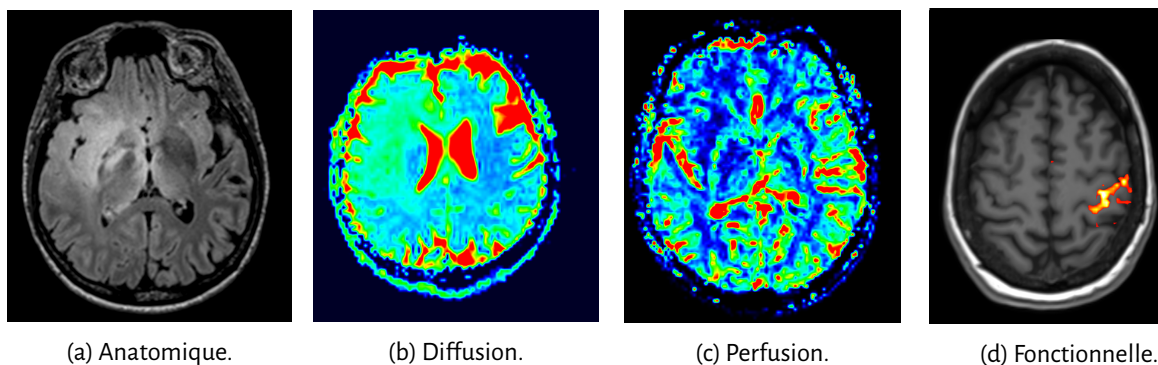 (a) Anatomique.
(b) Diffusion.
(c) Perfusion.
(d) Fonctionnelle.